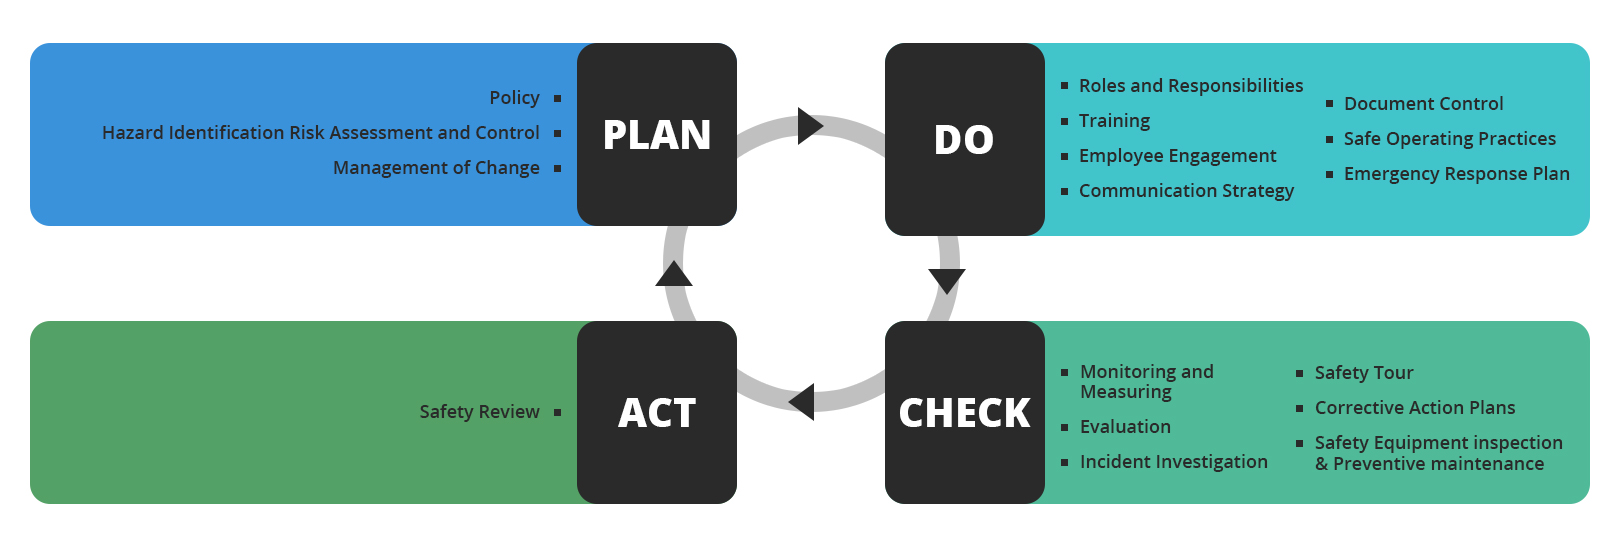 PLAN
Policy
Hazard Identification Risk Assessment and Control
Management of Change
DO
Roles and Responsibilities
Training
Employee Engagement
Communication Strategy
Document Control
Safe Operating Practices
Emergency Response Plan
ACT
Safety Review
CHECK
Monitoring and
Measuring
Evaluation
Incident Investigation
Safety Tour
Corrective Action Plans
Safety Equipment inspection
& Preventive maintenance